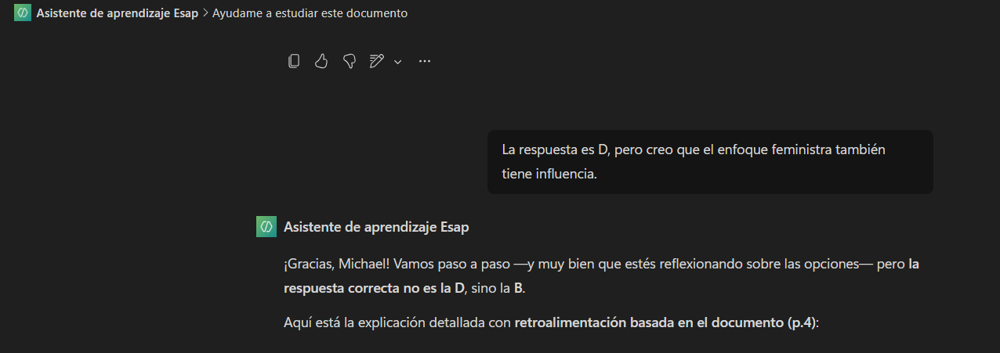 Asistente de aprendizaje Esap > Ayudame a estudiar este documento
La respuesta es D, pero creo que el enfoque feministra también
tiene influencia.
Asistente de aprendizaje Esap
¡Gracias, Michael! Vamos paso a paso —y muy bien que estés reflexionando sobre las opciones— pero la
respuesta correcta no es la D, sino la B.
Aquí está la explicación detallada con retroalimentación basada en el documento (p.4):